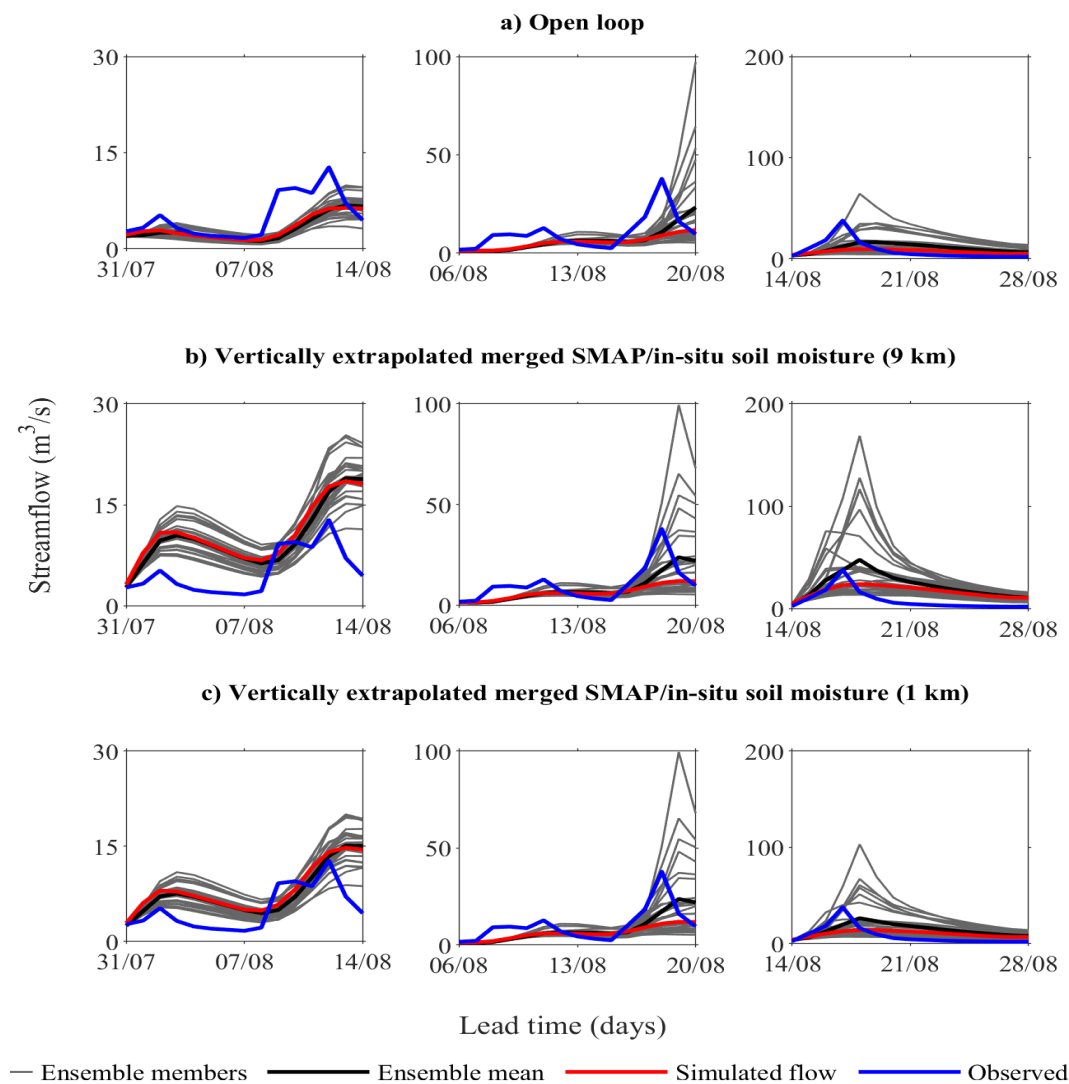 a) Open loop
30
15
0
31/07 07/08 14/08
100
50
0
06/08 13/08 20/08
200
100
0
14/08 21/08 28/08
b) Vertically extrapolated merged SMAP/in-situ soil moisture (9 km)
Streamflow (m³/s)
30
15
0
31/07 07/08 14/08
100
50
0
06/08 13/08 20/08
200
100
0
14/08 21/08 28/08
c) Vertically extrapolated merged SMAP/in-situ soil moisture (1 km)
30
15
0
31/07 07/08 14/08
100
50
0
06/08 13/08 20/08
200
100
0
14/08 21/08 28/08
Lead time (days)
Ensemble members Ensemble mean Simulated flow Observed